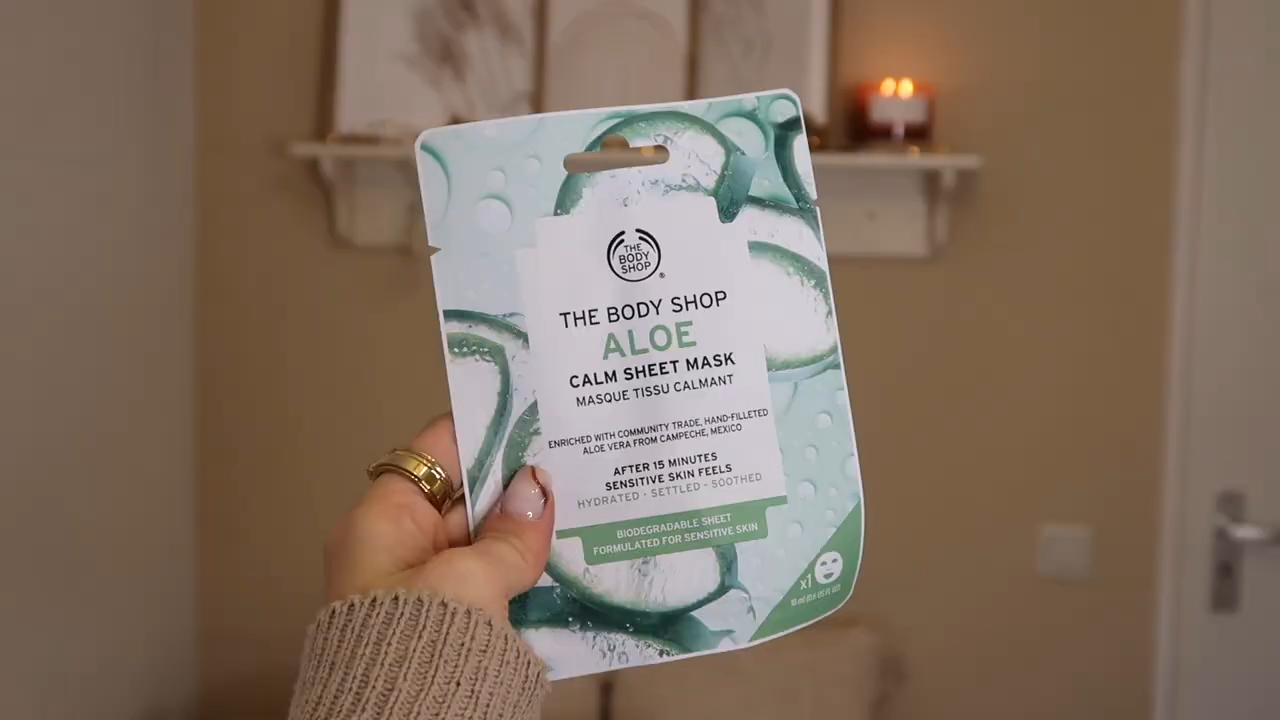 THE
BODY
SHOP
®
THE BODY SHOP
ALOE
CALM SHEET MASK
MASQUE TISSU CALMANT
ENRICHED WITH COMMUNITY TRADE, HAND-FILLETED
ALOE VERA FROM CAMPECHE, MEXICO
AFTER 15 MINUTES
SENSITIVE SKIN FEELS
HYDRATED - SETTLED - SOOTHED
BIODEGRADABLE SHEET
FORMULATED FOR SENSITIVE SKIN
x1
18 ml